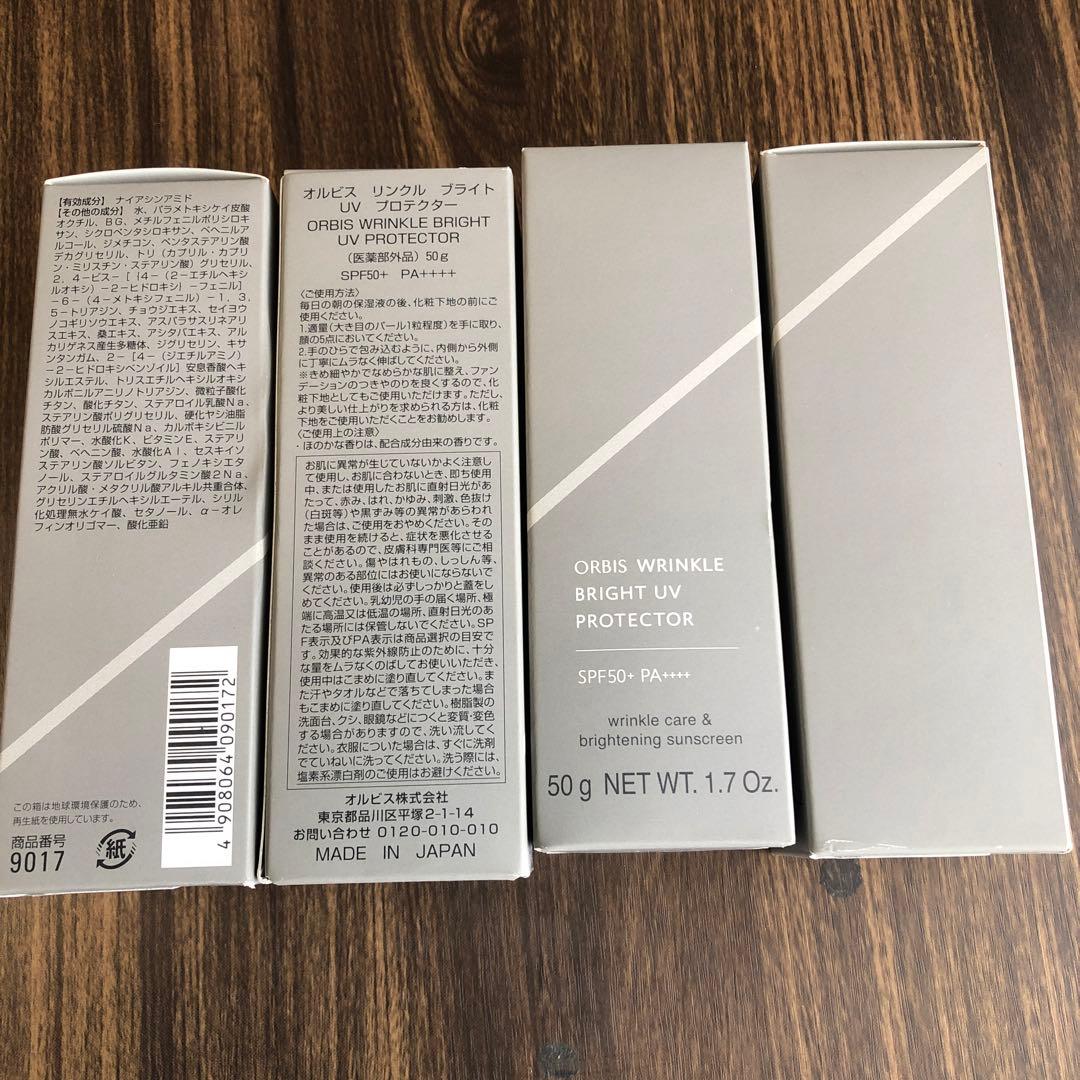 【有効成分】 ナイアシンアミド
【その他の成分】 水、パラメトキシケイ皮酸
オクチル、BG、メチルフェニルポリシロキ
サン、シクロペンタシロキサン、ベヘニルア
ルコール、ジメチコン、ペンタステアリン酸
デカグリセリル、トリ（カプリル・カプリ
ン・ミリスチン・ステアリン酸）グリセリル、
2，4－ビス－［｛4－（2－エチルヘキシ
ルオキシ）－2－ヒドロキシ｝－フェニル］
－6－（4－メトキシフェニル）－1，3，
5－トリアジン、チョウジエキス、セイヨウ
ノコギリソウエキス、アスパラサスリネアリ
スエキス、桑エキス、アシタバエキス、アル
カリゲネス産生多糖体、ジグリセリン、キサ
ンタンガム、2－［4－（ジエチルアミノ）
－2－ヒドロキシベンゾイル］安息香酸ヘキ
シルエステル、トリスエチルヘキシルオキシ
カルボニルアニリノトリアジン、微粒子酸化
チタン、酸化チタン、ステアロイル乳酸Na、
ステアリン酸ポリグリセリル、硬化ヤシ油脂
肪酸グリセリル硫酸Na、カルボキシビニル
ポリマー、水酸化K、ビタミンE、ステアリ
ン酸、ベヘニン酸、水酸化Al、セスキイソ
ステアリン酸ソルビタン、フェノキシエタ
ノール、ステアロイルグルタミン酸2Na、
アクリル酸・メタクリル酸アルキル共重合体、
グリセリンエチルヘキシルエーテル、シリル
化処理無水ケイ酸、セタノール、α－オレ
フィンオリゴマー、酸化亜鉛
この箱は地球環境保護のため、
再生紙を使用しています。
商品番号
9017
紙
4 908064 090172
オルビス リンクル ブライト
UV プロテクター
ORBIS WRINKLE BRIGHT
UV PROTECTOR
（医薬部外品）50g
SPF50+ PA++++
〈ご使用方法〉
毎日の朝の保湿液の後、化粧下地の前にご
使用ください。
1.適量（大き目のパール1粒程度）を手に取り、
顔の5点においてください。
2.手のひらで包み込むように、内側から外側
に丁寧にムラなく伸ばしてください。
※きめ細やかでなめらかな肌に整え、ファン
デーションのつきやのりを良くするので、化
粧下地としてもご使用いただけます。ただし、
より美しい仕上がりを求められる方は、化粧
下地をご使用いただくことをお勧めします。
〈ご使用上の注意〉
・ほのかな香りは、配合成分由来の香りです。
お肌に異常が生じていないかよく注意し
て使用し、お肌に合わないとき、即ち使用
中、または使用したお肌に直射日光があ
たって、赤み、はれ、かゆみ、刺激、色抜け
（白斑等）や黒ずみ等の異常があらわれ
た場合は、ご使用をおやめください。その
まま使用を続けると、症状を悪化させる
ことがあるので、皮膚科専門医等にご相
談ください。傷やはれもの、しっしん等、
異常のある部位にはお使いにならないで
ください。使用後は必ずしっかりと蓋をし
めてください。乳幼児の手の届く場所、極
端に高温又は低温の場所、直射日光のあ
たる場所には保管しないでください。SP
F表示及びPA表示は商品選択の目安で
す。効果的な紫外線防止のために、十分
な量をムラなくのばしてお使いいただき、
使用中はこまめに塗り直してください。ま
た汗やタオルなどで落ちてしまった場合
もこまめに塗り直してください。樹脂製の
洗面台、クシ、眼鏡などにつくと変質・変色
する場合がありますので、洗い流してく
ださい。衣服についた場合は、すぐに洗剤
でていねいに洗ってください。洗う際には、
塩素系漂白剤のご使用はお避けください。
オルビス株式会社
東京都品川区平塚2-1-14
お問い合わせ 0120-010-010
MADE IN JAPAN
ORBIS WRINKLE
BRIGHT UV
PROTECTOR
SPF50+ PA++++
wrinkle care &
brightening sunscreen
50 g NET WT. 1.7 Oz.